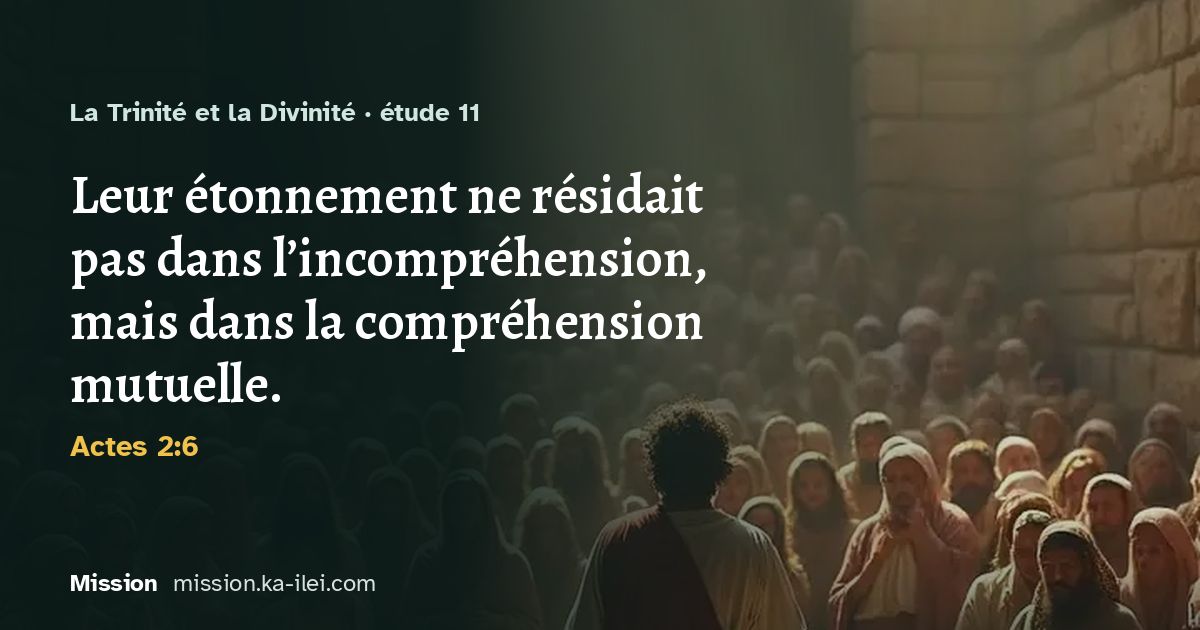 La Trinité et la Divinité · étude 11
Leur étonnement ne résidait
pas dans l’incompréhension,
mais dans la compréhension
mutuelle.
Actes 2:6
Mission mission.ka-ilei.com